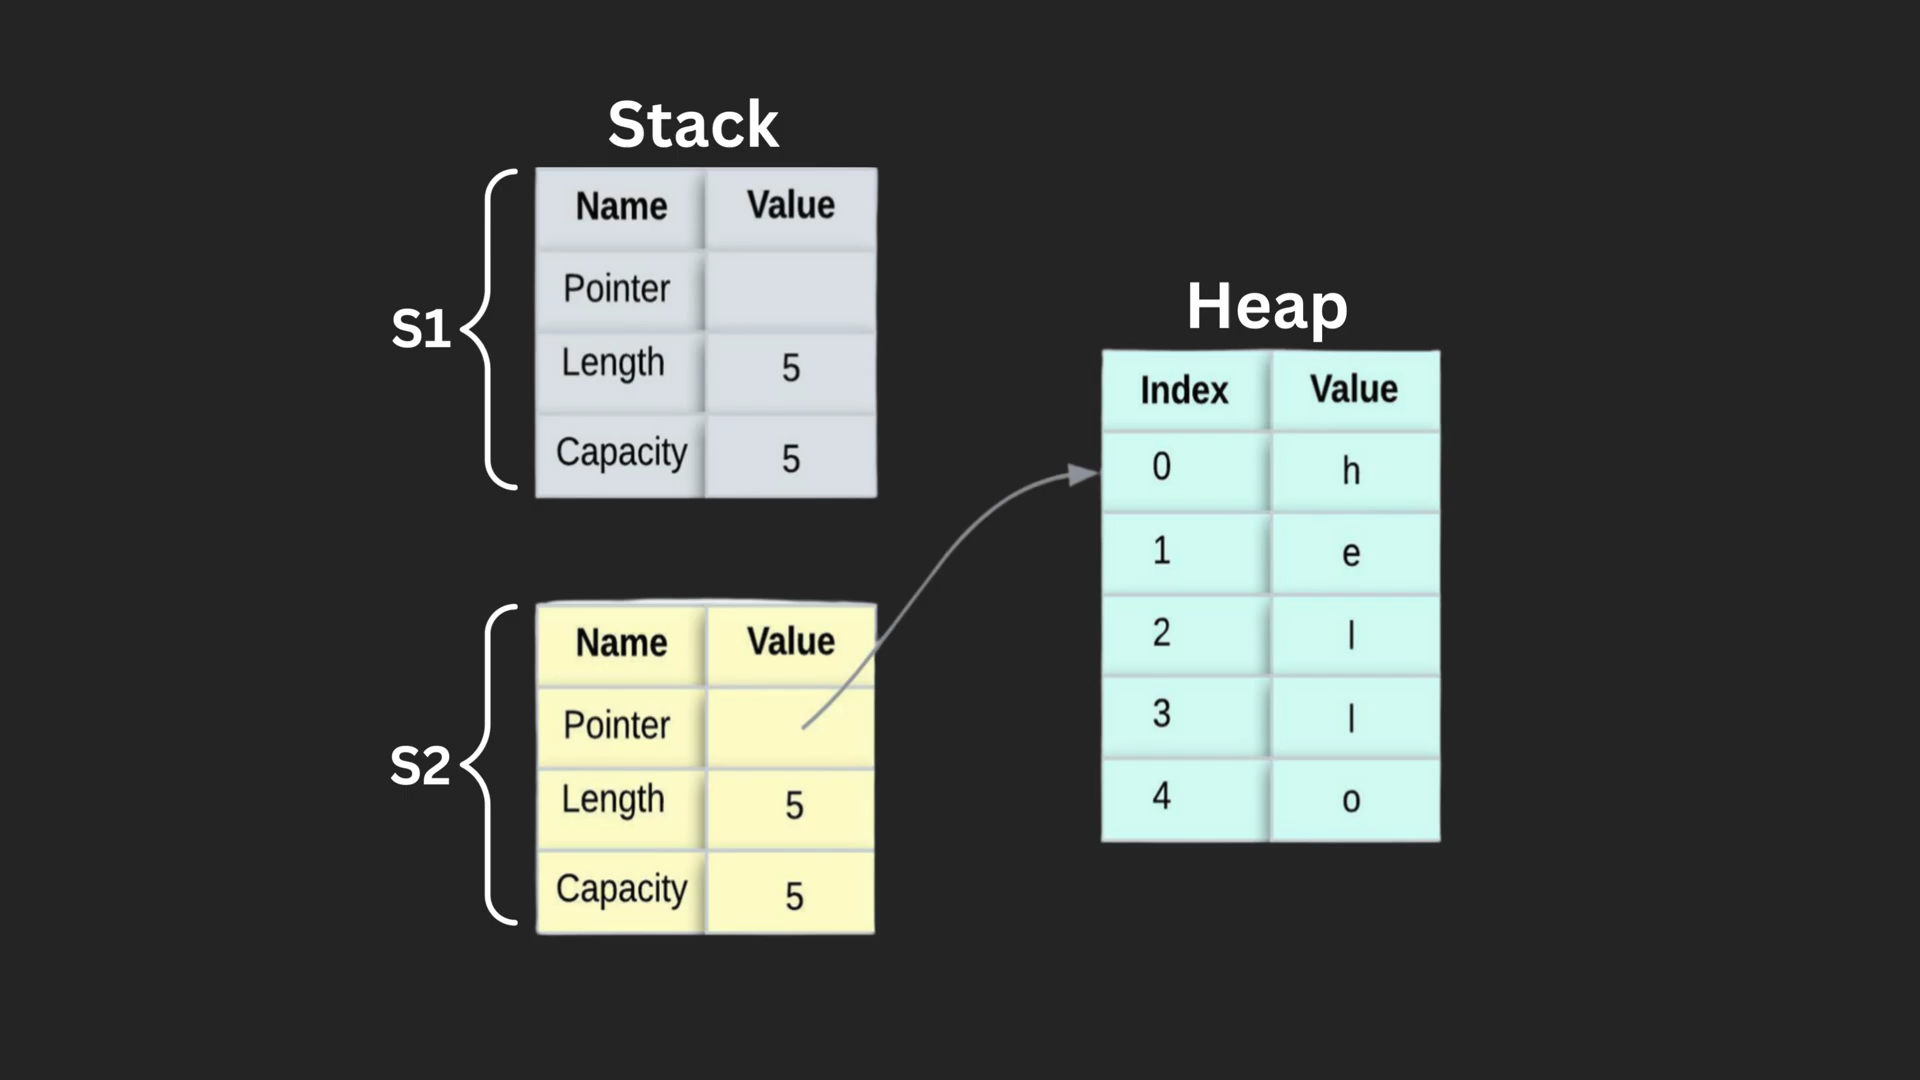 Stack
Name Value
Pointer
Length 5
Capacity 5
S1
Name Value
Pointer
Length 5
Capacity 5
S2
Heap
Index Value
0 h
1 e
2 l
3 l
4 o